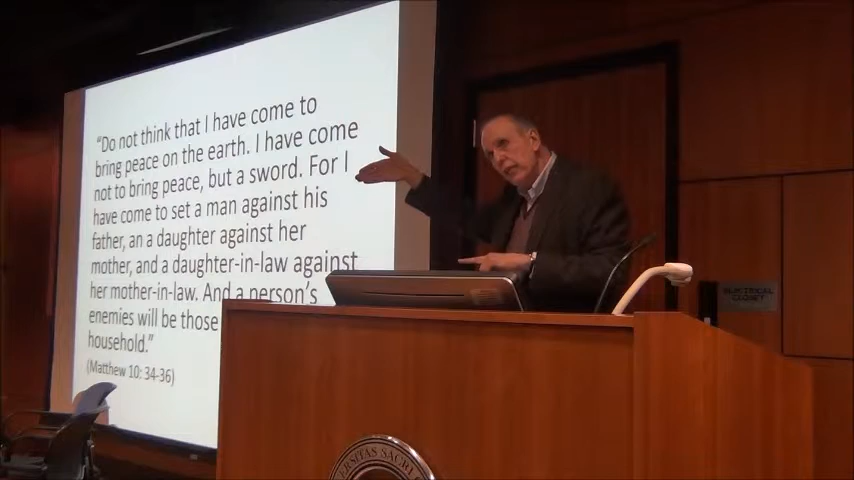 "Do not think that I have come to
bring peace on the earth. I have come
not to bring peace, but a sword. For I
have come to set a man against his
father, an a daughter against her
mother, and a daughter-in-law against
her mother-in-law. And a person's
enemies will be those
household."
(Matthew 10: 34-36)
ELECTRICAL
CLOSET